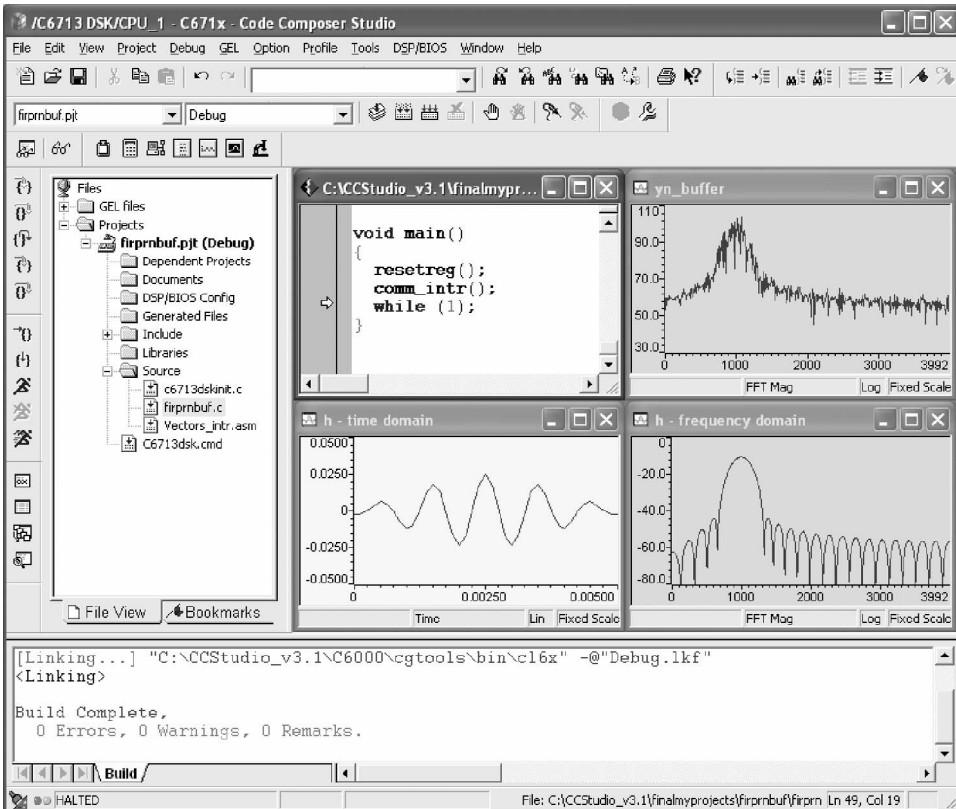 /C6713 DSK/CPU_1 - C671x - Code Composer Studio
File Edit View Project Debug GEL Option Profile Tools DSP/BIOS Window Help
firprnbuf.pjt Debug
Files
GEL files
Projects
firprnbuf.pjt (Debug)
Dependent Projects
Documents
DSP/BIOS Config
Generated Files
Include
Libraries
Source
c6713dskinit.c
firprnbuf.c
Vectors_intr.asm
C6713dsk.cmd
File View Bookmarks
C:\CCStudio_v3.1\finalmypr...
void main()
{
resetreg();
comm_intr();
while (1);
}
yn_buffer
110
90.0
70.0
50.0
30.0
0 1000 2000 3000 3992
FFT Mag Log Fixed Scale
h - time domain
0.0500
0.0250
0
-0.0250
-0.0500
0 0.00250 0.00500
Time Lin Fixed Scale
h - frequency domain
0
-20.0
-40.0
-60.0
-80.0
0 1000 2000 3000 3992
FFT Mag Log Fixed Scale
[Linking...] "C:\CCStudio_v3.1\C6000\cgtools\bin\cl6x" -@"Debug.lkf"
<Linking>
Build Complete,
0 Errors, 0 Warnings, 0 Remarks.
Build
HALTED File: C:\CCStudio_v3.1\finalmyprojects\firprnbuf\firprn Ln 49, Col 19